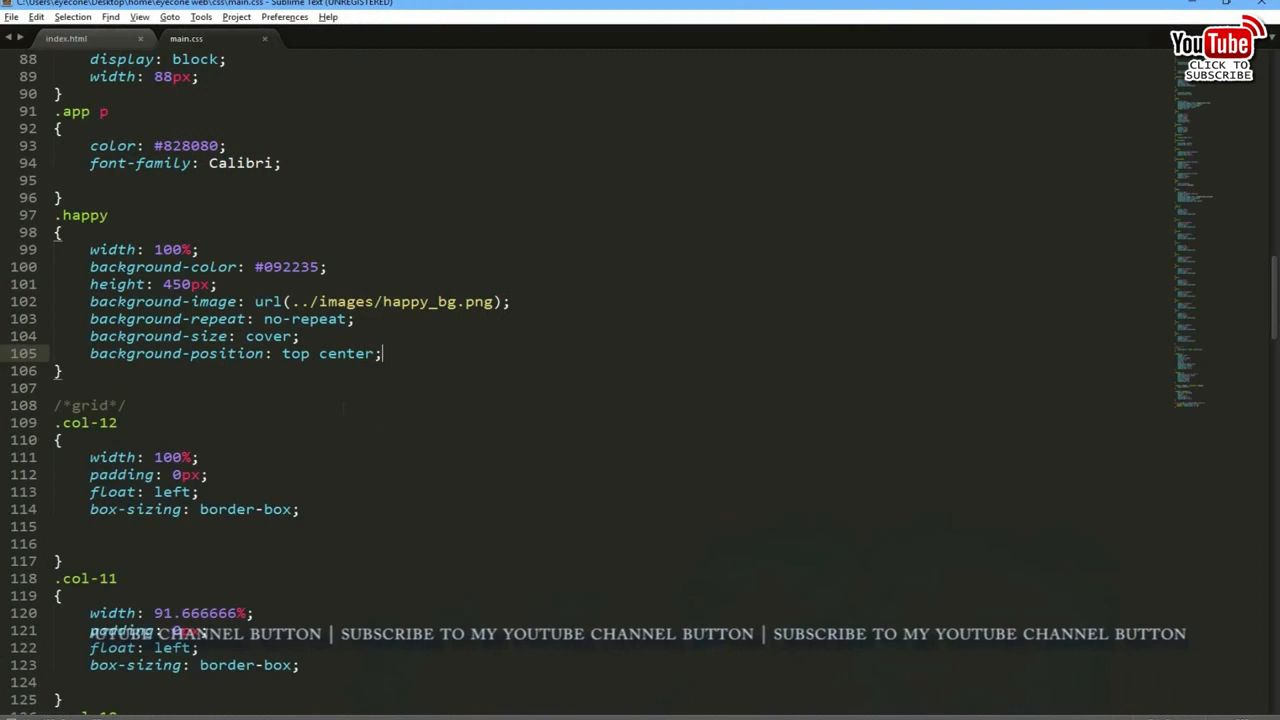 C:\Users\eyecone\Desktop\home\eyecone web\css\main.css - Sublime Text (UNREGISTERED)
File Edit Selection Find View Goto Tools Project Preferences Help
index.html × main.css ×
You Tube
CLICK TO
SUBSCRIBE
88 display: block;
89 width: 88px;
90 }
91 .app p
92 {
93 color: #828080;
94 font-family: Calibri;
95
96 }
97 .happy
98 {
99 width: 100%;
100 background-color: #092235;
101 height: 450px;
102 background-image: url(../images/happy_bg.png);
103 background-repeat: no-repeat;
104 background-size: cover;
105 background-position: top center;
106 }
107
108 /*grid*/
109 .col-12
110 {
111 width: 100%;
112 padding: 0px;
113 float: left;
114 box-sizing: border-box;
115
116
117 }
118 .col-11
119 {
120 width: 91.666666%;
121 padding: 0px;
UTUBE CHANNEL BUTTON | SUBSCRIBE TO MY YOUTUBE CHANNEL BUTTON | SUBSCRIBE TO MY YOUTUBE CHANNEL BUTTON
122 float: left;
123 box-sizing: border-box;
124
125 }